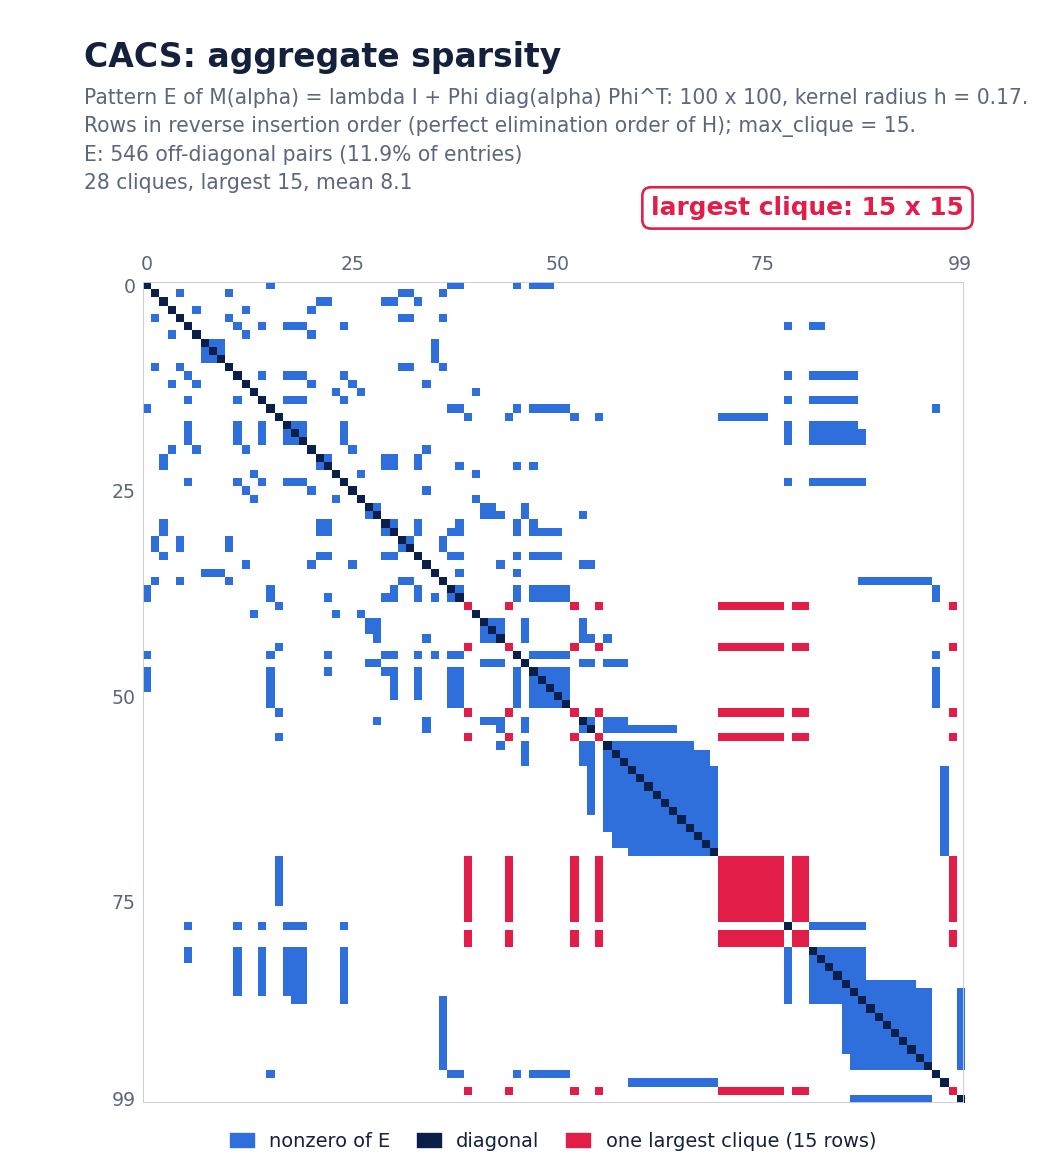 CACS: aggregate sparsity
Pattern E of M(alpha) = lambda I + Phi diag(alpha) Phi^T: 100 x 100, kernel radius h = 0.17.
Rows in reverse insertion order (perfect elimination order of H); max_clique = 15.
E: 546 off-diagonal pairs (11.9% of entries)
28 cliques, largest 15, mean 8.1
largest clique: 15 x 15
0 25 50 75 99
0
25
50
75
99
nonzero of E diagonal one largest clique (15 rows)